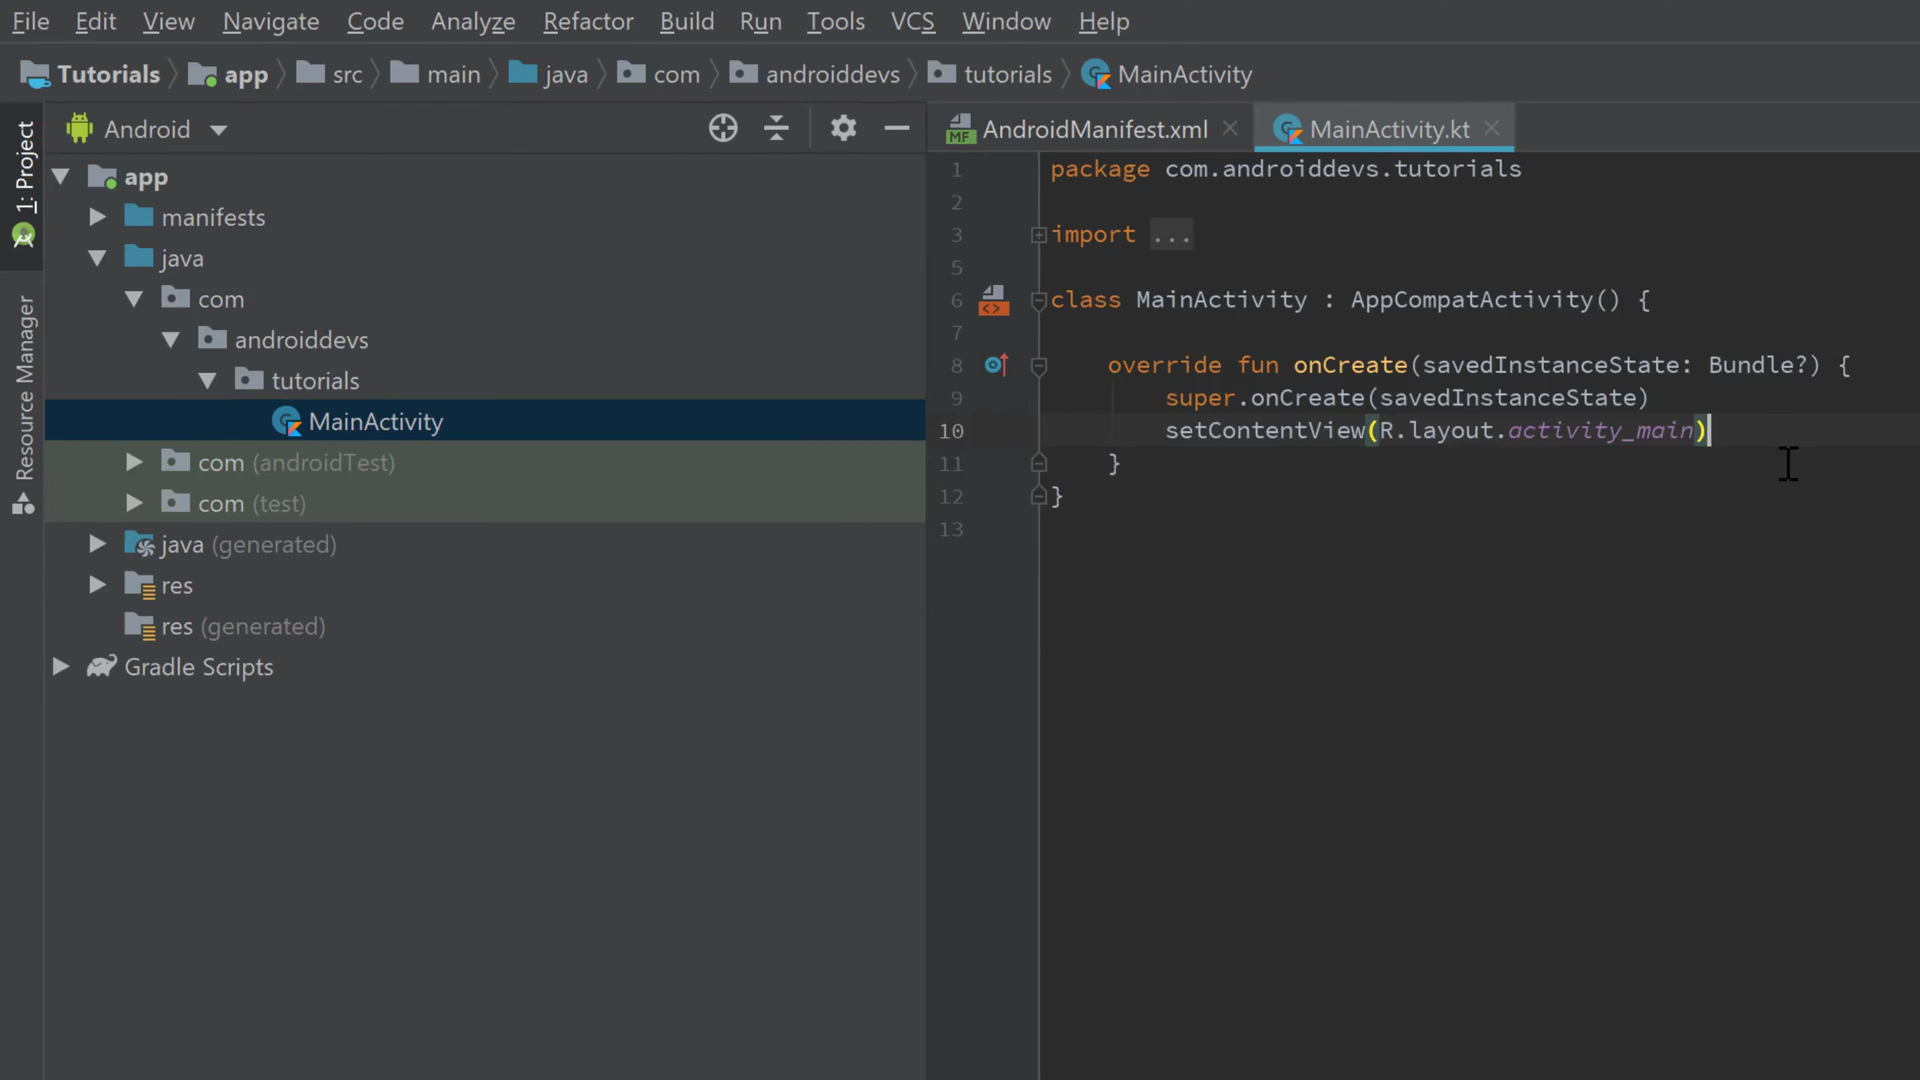 File Edit View Navigate Code Analyze Refactor Build Run Tools VCS Window Help
Tutorials app src main java com androiddevs tutorials MainActivity
1: Project
Resource Manager
Android
app
manifests
java
com
androiddevs
tutorials
MainActivity
com (androidTest)
com (test)
java (generated)
res
res (generated)
Gradle Scripts
AndroidManifest.xml MainActivity.kt
1 package com.androiddevs.tutorials
2
3 import ...
5
6 class MainActivity : AppCompatActivity() {
7
8 override fun onCreate(savedInstanceState: Bundle?) {
9 super.onCreate(savedInstanceState)
10 setContentView(R.layout.activity_main)
11 }
12 }
13